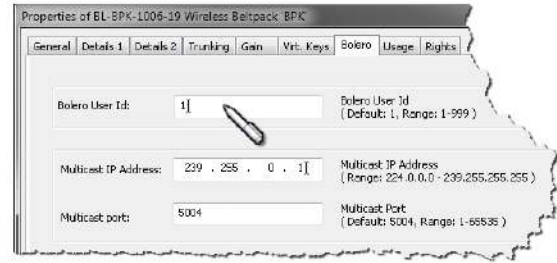 Properties of BL-BPK-1006-19 Wireless Beltpack 'BPK'
General Details 1 Details 2 Trunking Gain Virt. Keys Bolero Usage Rights
Bolero User Id: 1 Bolero User Id
( Default: 1, Range: 1-999 )
Multicast IP Address: 239 . 255 . 0 . 1 Multicast IP Address
( Range: 224.0.0.0 - 239.255.255.255 )
Multicast port: 5004 Multicast Port
( Default: 5004, Range: 1-65535 )